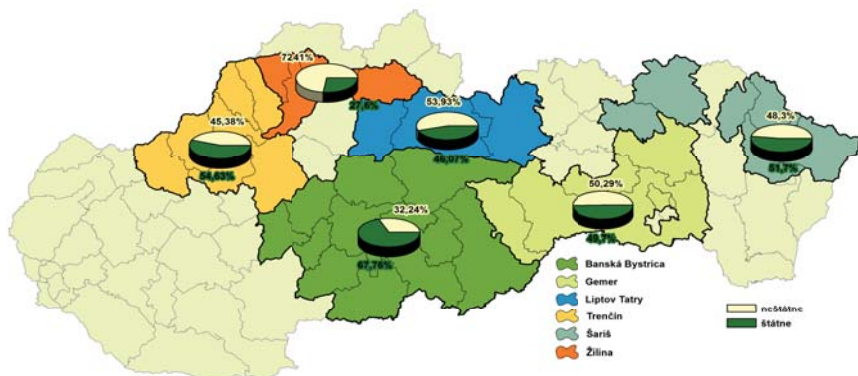 7241%
27,6%
53,93%
46,07%
45,38%
54,63%
48,3%
51,7%
50,29%
49,7%
32,24%
67,76%
Banská Bystrica
Gemer
Liptov Tatry
Trenčín
Šariš
Žilina
neštátne
štátne